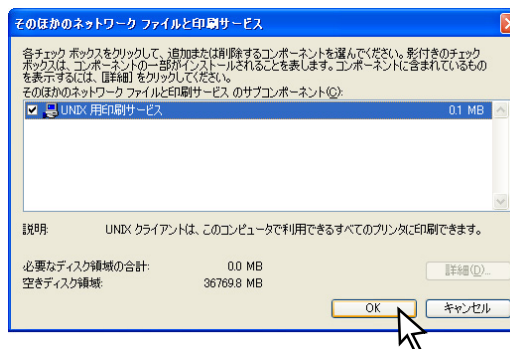 そのほかのネットワーク ファイルと印刷サービス
各チェック ボックスをクリックして、追加または削除するコンポーネントを選んでください。影付きのチェック
ボックスは、コンポーネントの一部がインストールされることを表します。コンポーネントに含まれているもの
を表示するには、[詳細] をクリックしてください。
そのほかのネットワーク ファイルと印刷サービス のサブコンポーネント(C):
UNIX 用印刷サービス 0.1 MB
説明: UNIX クライアントは、このコンピュータで利用できるすべてのプリンタに印刷できます。
必要なディスク領域の合計: 0.0 MB
詳細(D)...
空きディスク領域: 36769.8 MB
OK キャンセル